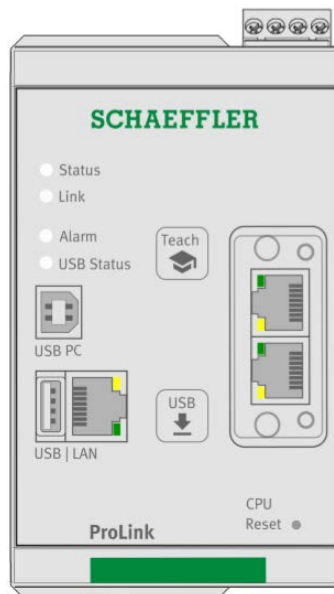 SCHAEFFLER
Status
Link
Alarm
USB Status
Teach
USB PC
USB
USB | LAN
CPU
Reset
ProLink